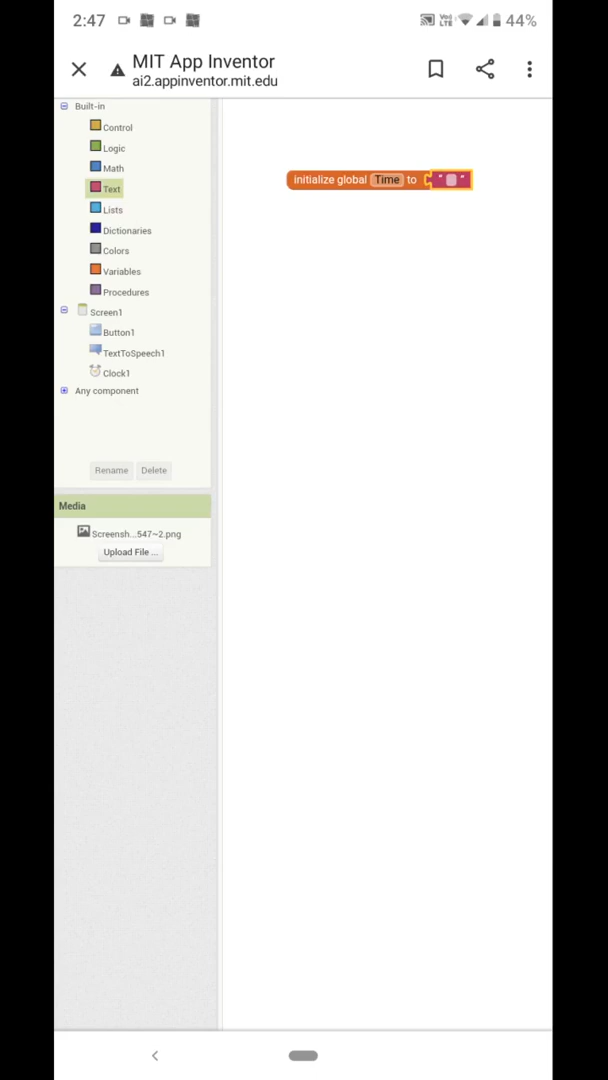 2:47
Vo) LTE 44%
MIT App Inventor
ai2.appinventor.mit.edu
Built-in
Control
Logic
Math
Text
Lists
Dictionaries
Colors
Variables
Procedures
Screen1
Button1
TextToSpeech1
Clock1
Any component
Rename Delete
Media
Screensh...547~2.png
Upload File ...
initialize global Time to " "